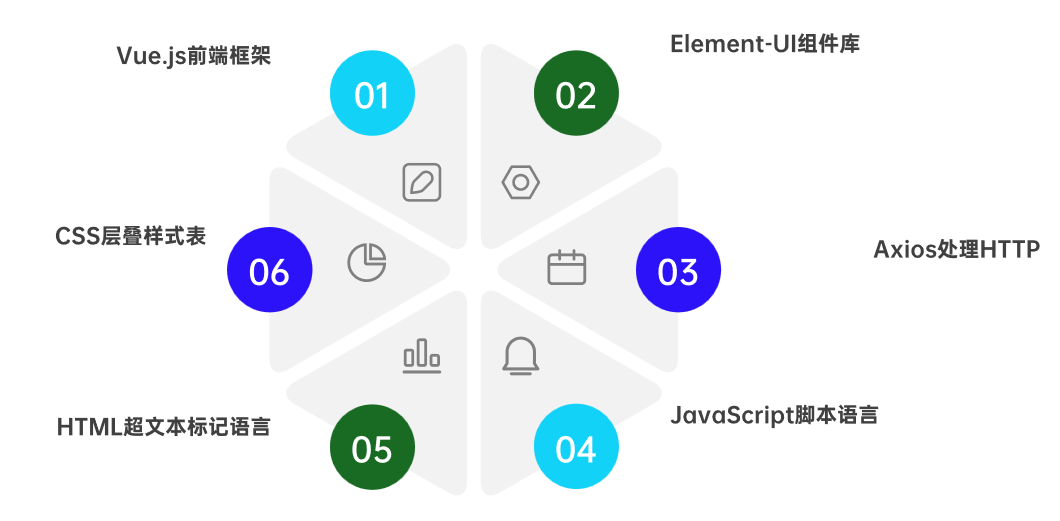 Vue.js前端框架
01
02
Element-UI组件库
CSS层叠样式表
06
03
Axios处理HTTP
HTML超文本标记语言
05
04
JavaScript脚本语言